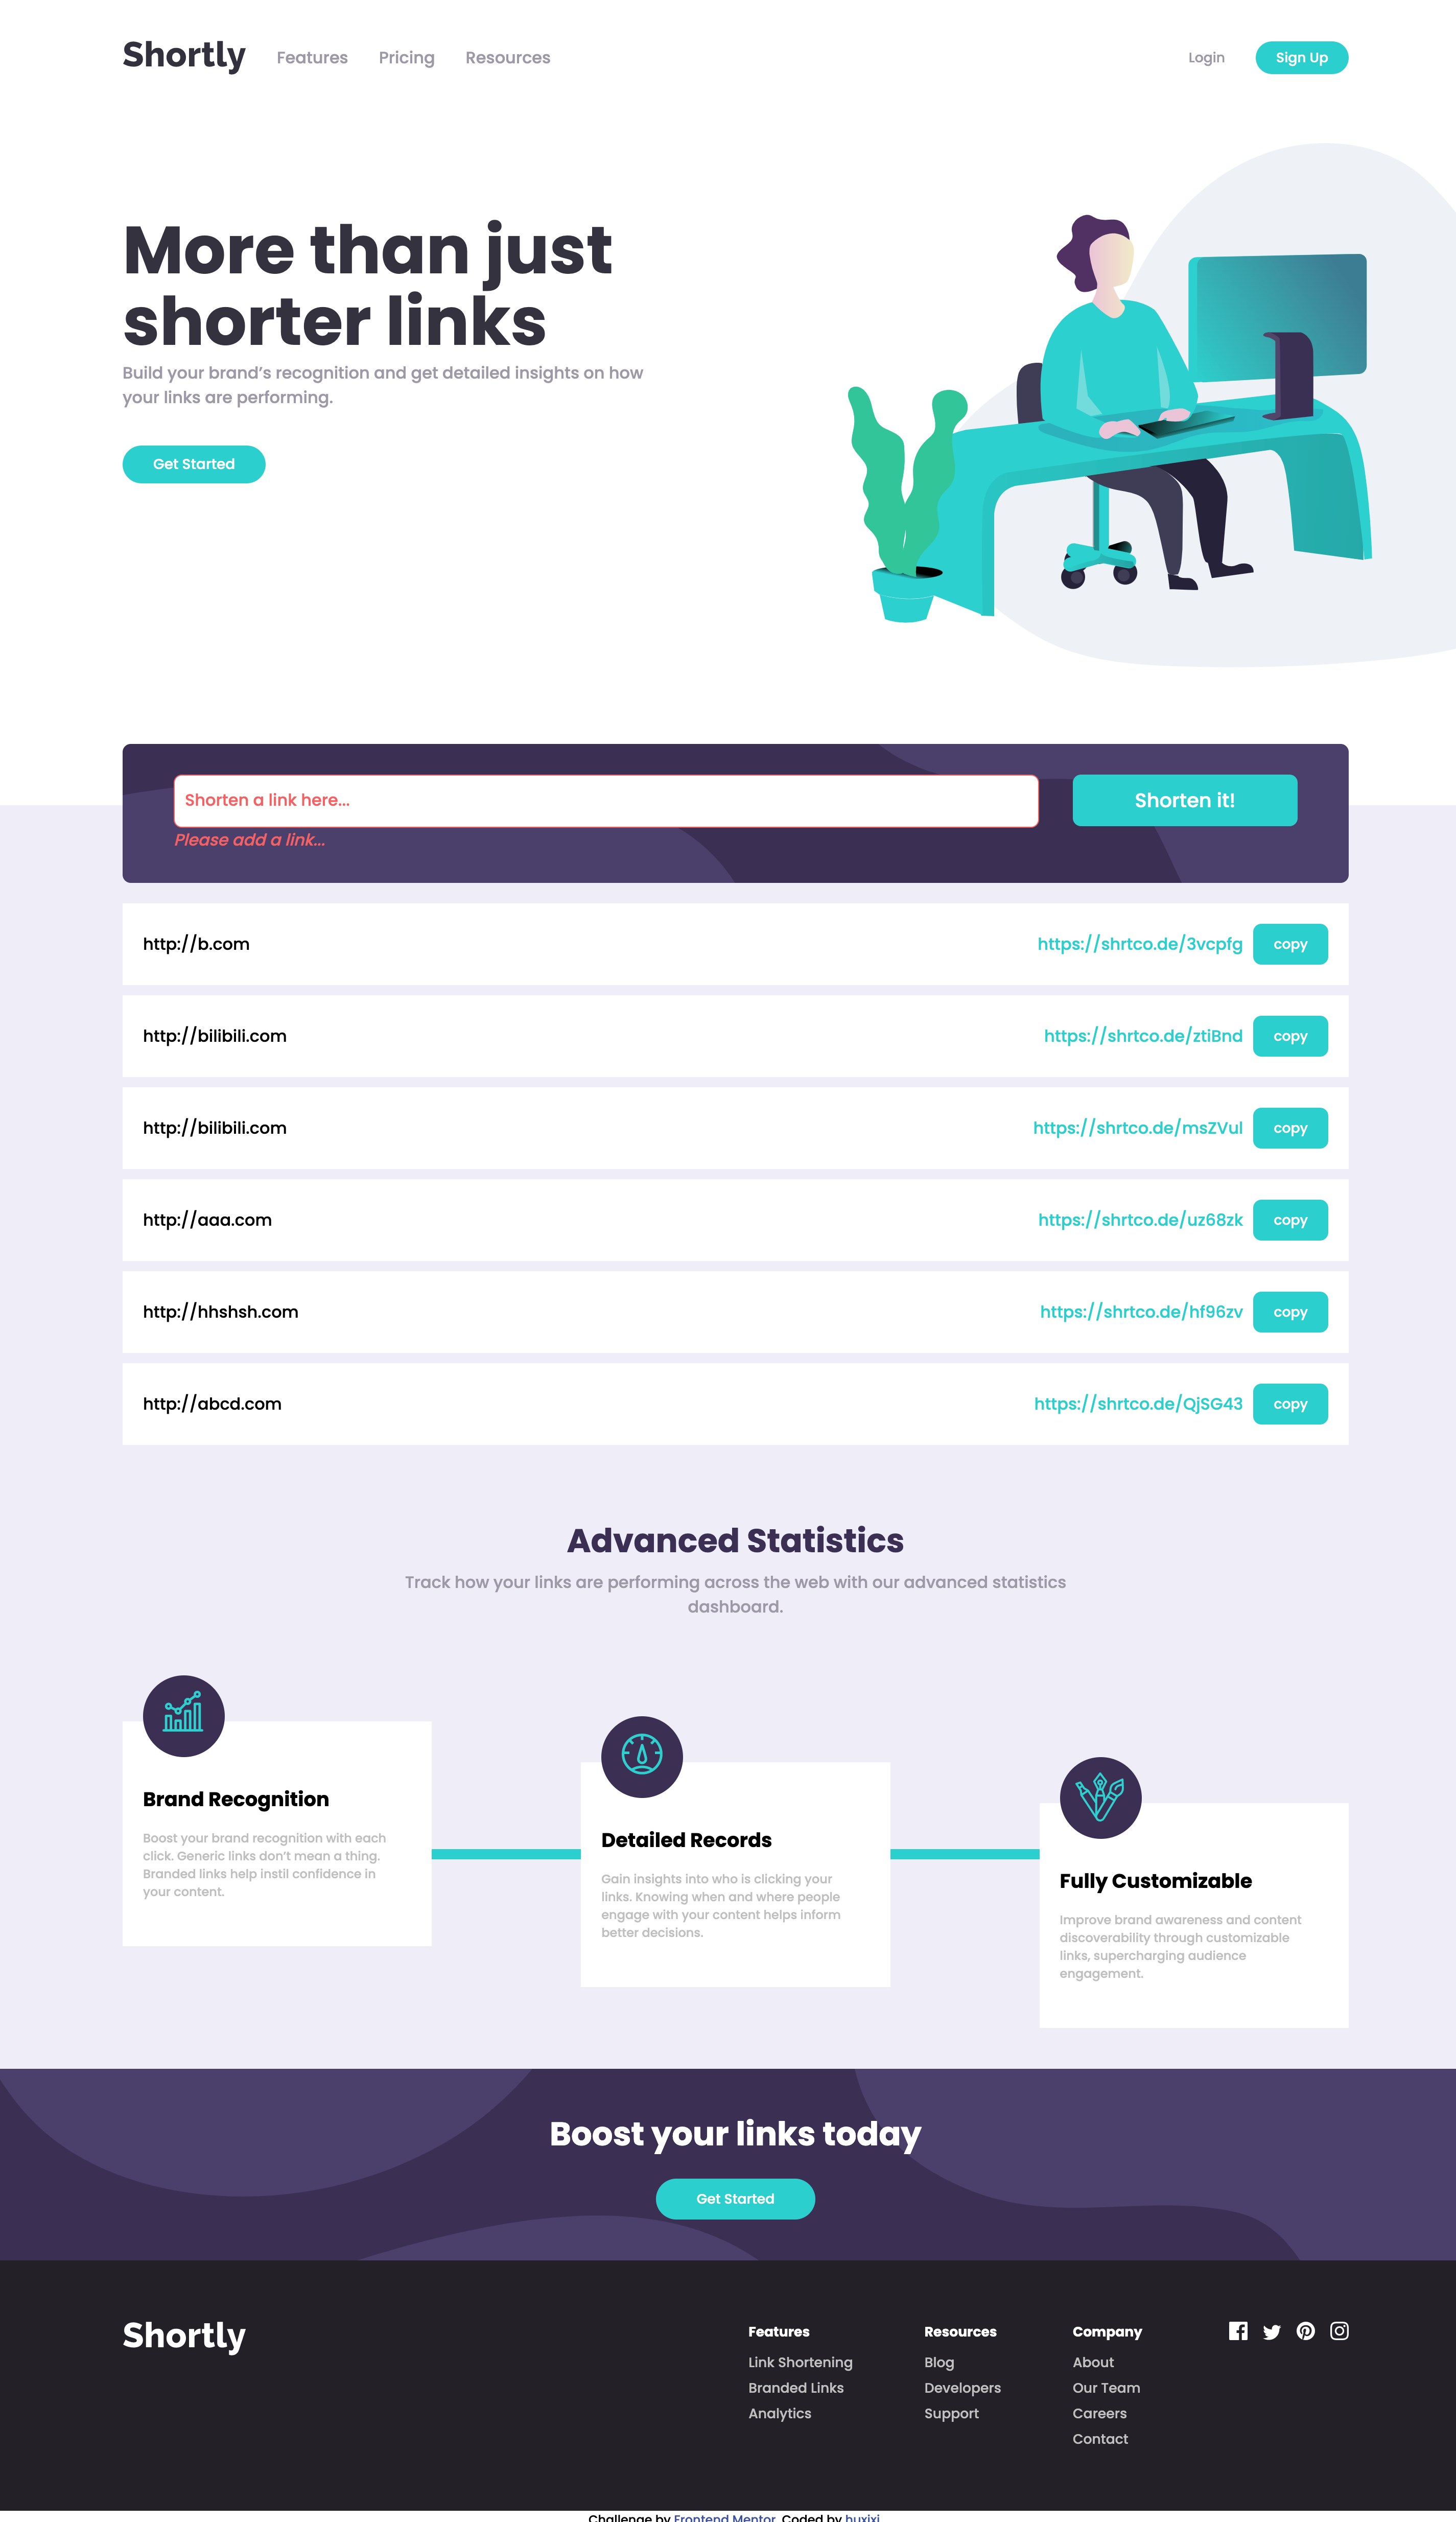 Shortly Features Pricing Resources Login Sign Up
More than just
shorter links
Build your brand’s recognition and get detailed insights on how
your links are performing.
Get Started
Shorten a link here... Shorten it!
Please add a link...
http://b.com https://shrtco.de/3vcpfg copy
http://bilibili.com https://shrtco.de/ztiBnd copy
http://bilibili.com https://shrtco.de/msZVul copy
http://aaa.com https://shrtco.de/uz68zk copy
http://hhshsh.com https://shrtco.de/hf96zv copy
http://abcd.com https://shrtco.de/QjSG43 copy
Advanced Statistics
Track how your links are performing across the web with our advanced statistics
dashboard.
Brand Recognition
Boost your brand recognition with each
click. Generic links don’t mean a thing.
Branded links help instil confidence in
your content.
Detailed Records
Gain insights into who is clicking your
links. Knowing when and where people
engage with your content helps inform
better decisions.
Fully Customizable
Improve brand awareness and content
discoverability through customizable
links, supercharging audience
engagement.
Boost your links today
Get Started
Shortly
Features
Link Shortening
Branded Links
Analytics
Resources
Blog
Developers
Support
Company
About
Our Team
Careers
Contact
Challenge by Frontend Mentor. Coded by huxixi.